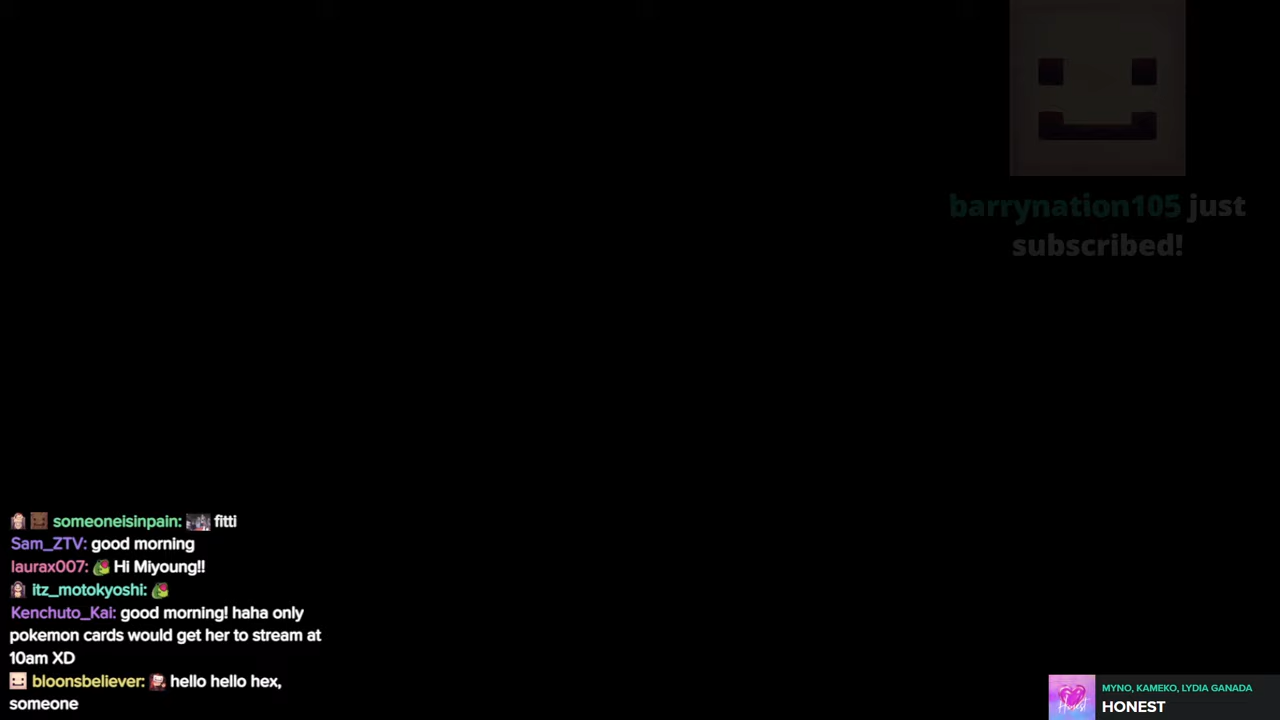 barrynation105 just
subscribed!
someoneisinpain: fitti
Sam_ZTV: good morning
laurax007: Hi Miyoung!!
itz_motokyoshi:
Kenchuto_Kai: good morning! haha only
pokemon cards would get her to stream at
10am XD
bloonsbeliever: hello hello hex,
someone
Honest
MYNO, KAMEKO, LYDIA GANADA
HONEST